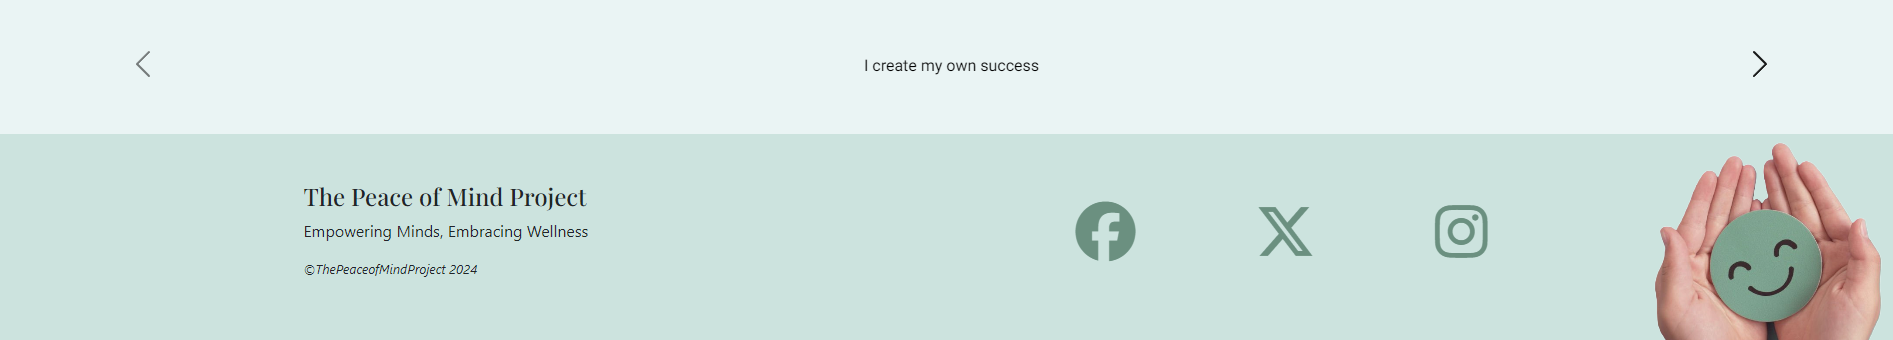 I create my own success
The Peace of Mind Project
Empowering Minds, Embracing Wellness
©ThePeaceofMindProject 2024